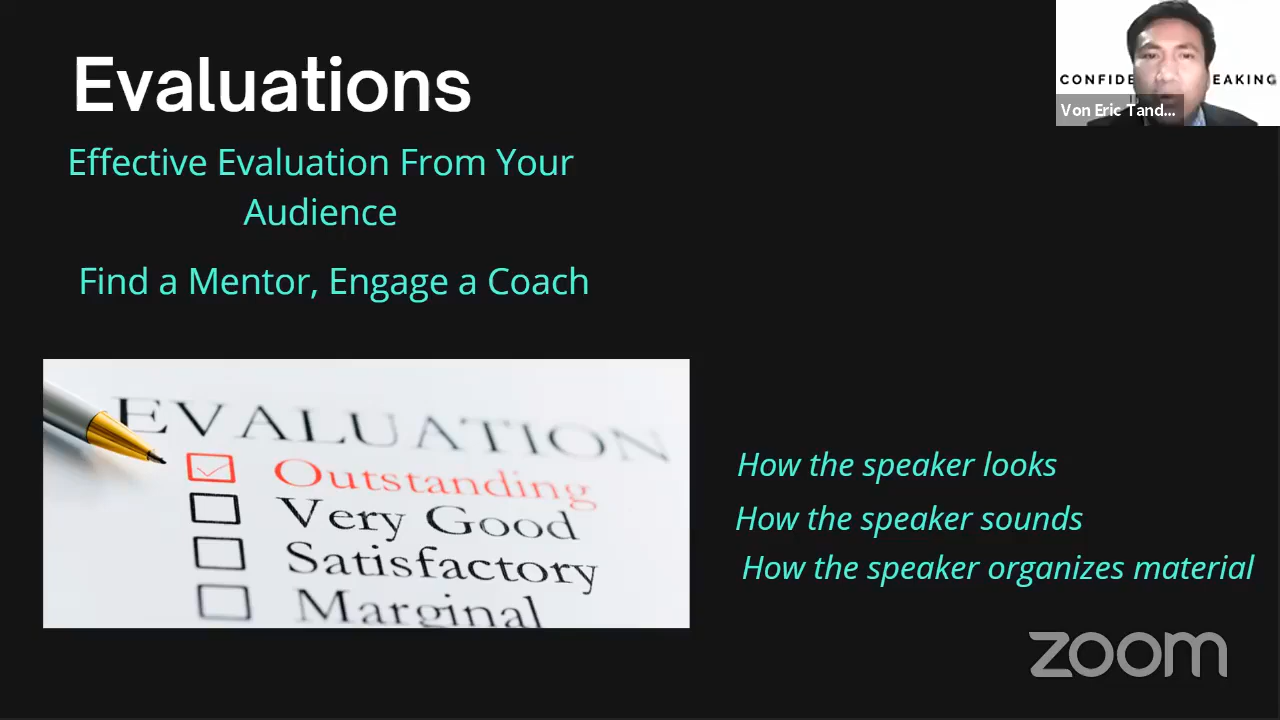 Evaluations
Effective Evaluation From Your
Audience
Find a Mentor, Engage a Coach
EVALUATION
Outstanding
Very Good
Satisfactory
Marginal
How the speaker looks
How the speaker sounds
How the speaker organizes material
CONFIDE EAKING
Von Eric Tand...
zoom